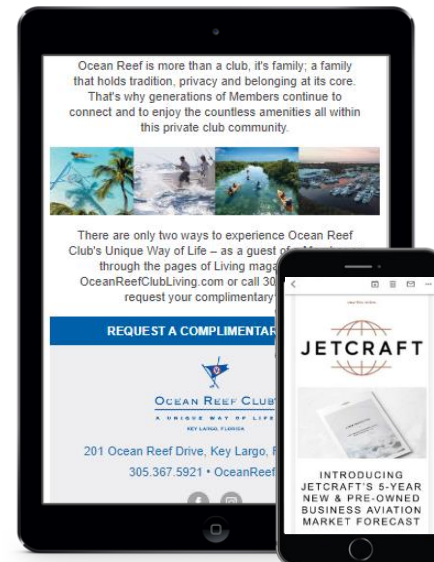 Ocean Reef is more than a club, it's family; a family
that holds tradition, privacy and belonging at its core.
That's why generations of Members continue to
connect and to enjoy the countless amenities all within
this private club community.
There are only two ways to experience Ocean Reef
Club's Unique Way of Life – as a guest of a
through the pages of Living
OceanReefClubLiving.com or call
request your complimentary
REQUEST A COMPLIMENTAR
OCEAN REEF CLUB
A UNIQUE WAY OF LIFE
KEY LARGO, FLORIDA
201 Ocean Reef Drive, Key Largo,
305.367.5921 • OceanReef
JETCRAFT
INTRODUCING
JETCRAFT'S 5-YEAR
NEW & PRE-OWNED
BUSINESS AVIATION
MARKET FORECAST